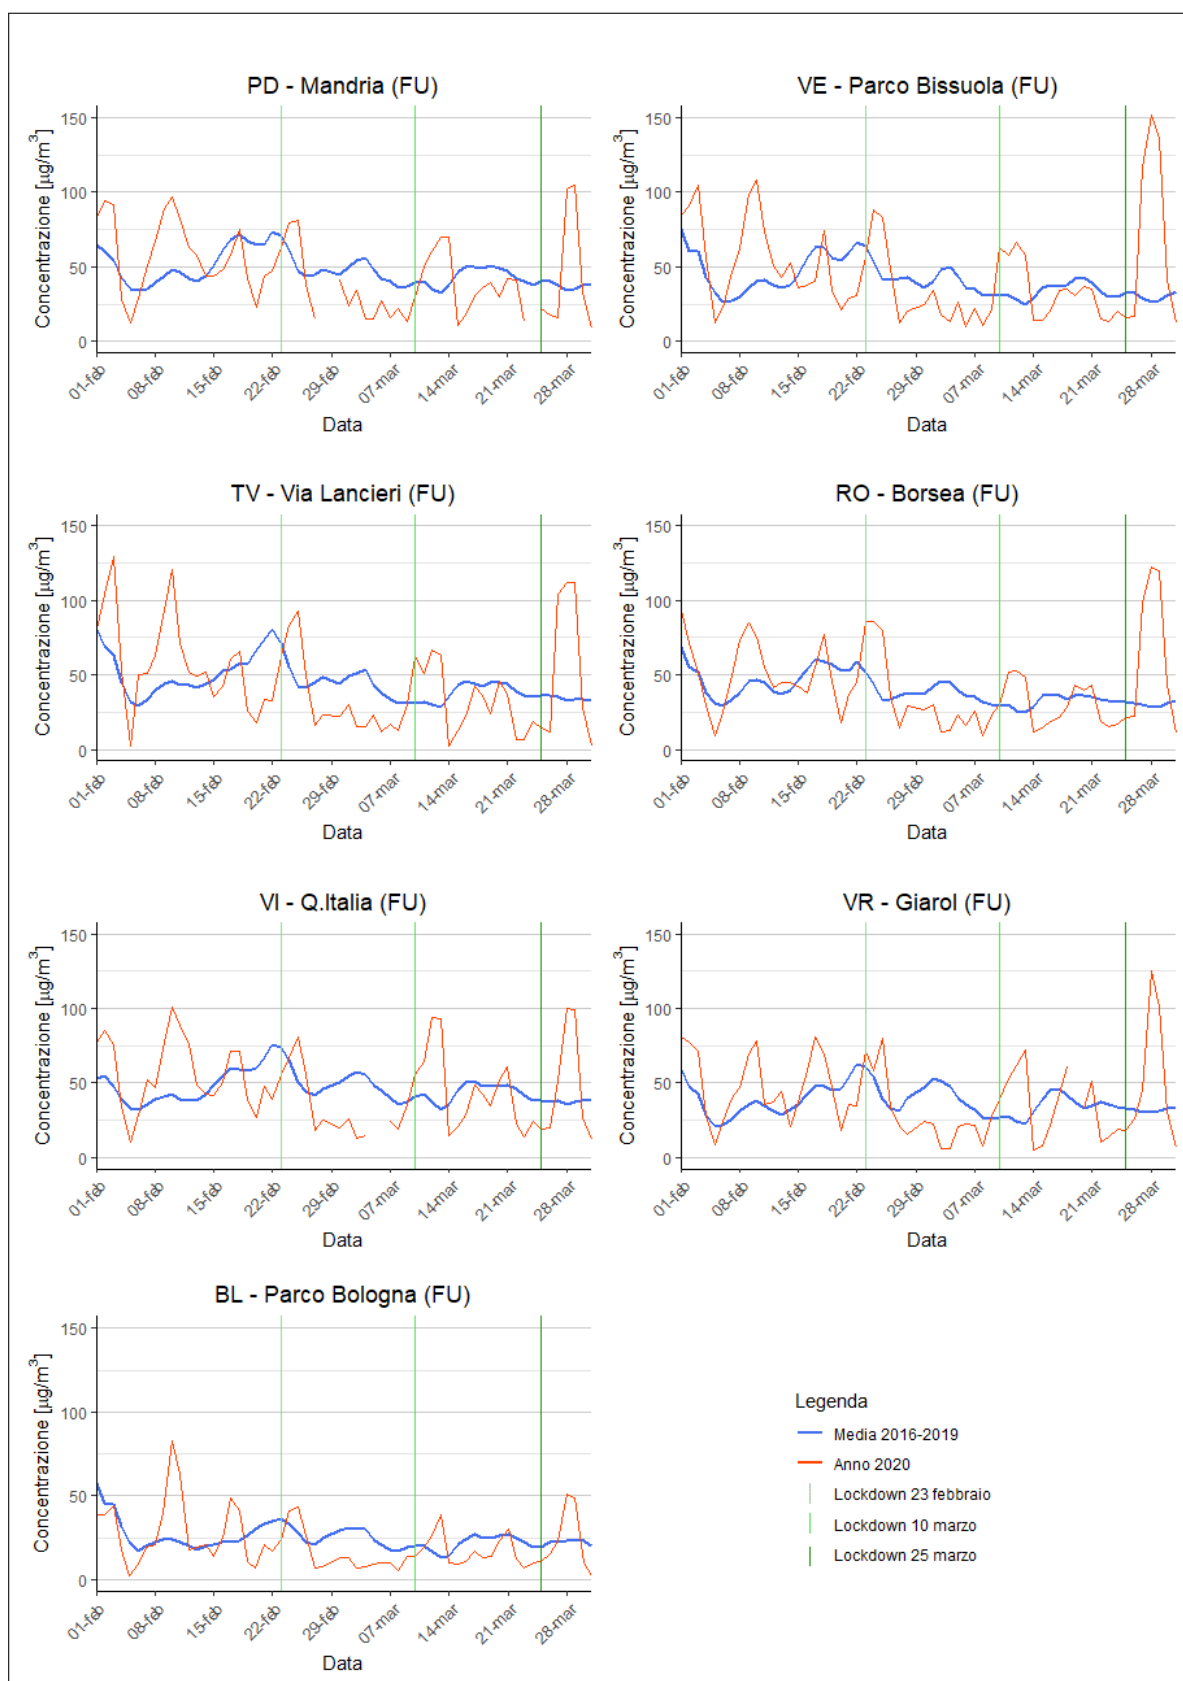 PD - Mandria (FU)
Concentrazione [µg/m³]
150
100
50
0
01-feb 08-feb 15-feb 22-feb 29-feb 07-mar 14-mar 21-mar 28-mar
Data
VE - Parco Bissuola (FU)
Concentrazione [µg/m³]
150
100
50
0
01-feb 08-feb 15-feb 22-feb 29-feb 07-mar 14-mar 21-mar 28-mar
Data
TV - Via Lancieri (FU)
Concentrazione [µg/m³]
150
100
50
0
01-feb 08-feb 15-feb 22-feb 29-feb 07-mar 14-mar 21-mar 28-mar
Data
RO - Borsea (FU)
Concentrazione [µg/m³]
150
100
50
0
01-feb 08-feb 15-feb 22-feb 29-feb 07-mar 14-mar 21-mar 28-mar
Data
VI - Q.Italia (FU)
Concentrazione [µg/m³]
150
100
50
0
01-feb 08-feb 15-feb 22-feb 29-feb 07-mar 14-mar 21-mar 28-mar
Data
VR - Giarol (FU)
Concentrazione [µg/m³]
150
100
50
0
01-feb 08-feb 15-feb 22-feb 29-feb 07-mar 14-mar 21-mar 28-mar
Data
BL - Parco Bologna (FU)
Concentrazione [µg/m³]
150
100
50
0
01-feb 08-feb 15-feb 22-feb 29-feb 07-mar 14-mar 21-mar 28-mar
Data
Legenda
Media 2016-2019
Anno 2020
Lockdown 23 febbraio
Lockdown 10 marzo
Lockdown 25 marzo